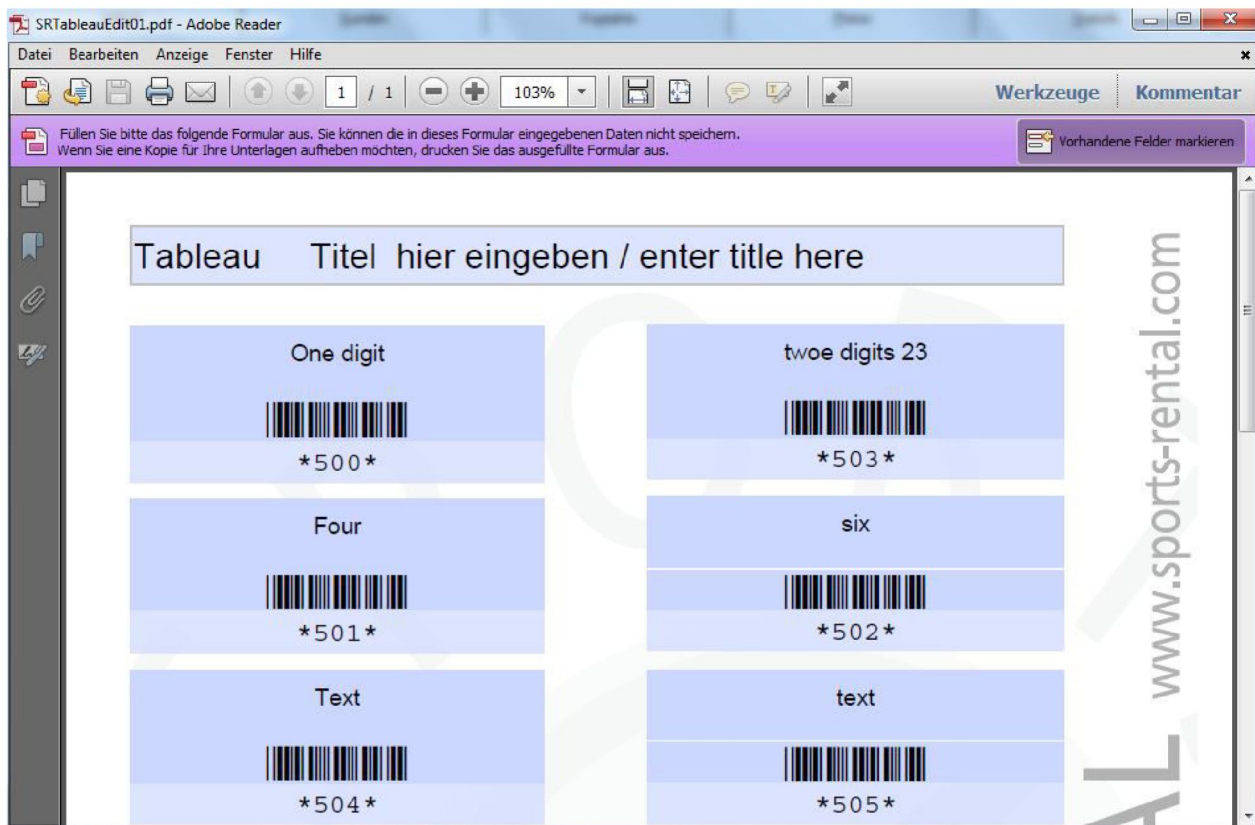 SRTableauEdit01.pdf - Adobe Reader
Datei Bearbeiten Anzeige Fenster Hilfe
1 / 1 103% Werkzeuge Kommentar
Füllen Sie bitte das folgende Formular aus. Sie können die in dieses Formular eingegebenen Daten nicht speichern.
Wenn Sie eine Kopie für Ihre Unterlagen aufheben möchten, drucken Sie das ausgefüllte Formular aus.
Vorhandene Felder markieren
Tableau Titel hier eingeben / enter title here
One digit
*500*
twoe digits 23
*503*
Four
*501*
six
*502*
Text
*504*
text
*505*
www.sports-rental.com
AL